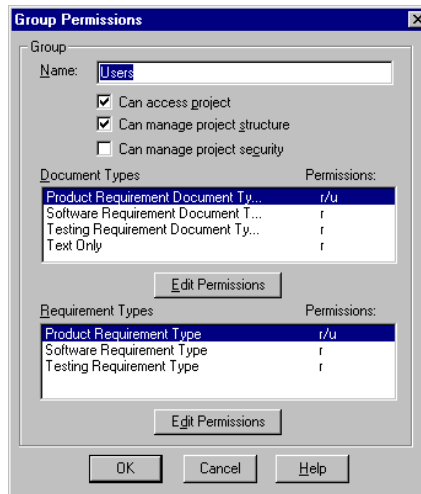 Group Permissions
Group
Name: Users
Can access project
Can manage project structure
Can manage project security
Document Types Permissions:
Product Requirement Document Ty... r/u
Software Requirement Document T... r
Testing Requirement Document Ty... r
Text Only r
Edit Permissions
Requirement Types Permissions:
Product Requirement Type r/u
Software Requirement Type r
Testing Requirement Type r
Edit Permissions
OK Cancel Help